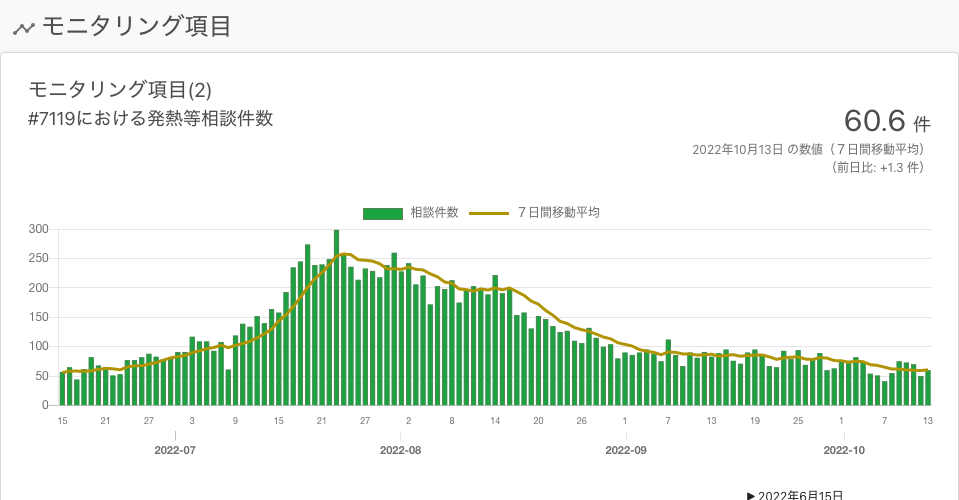 モニタリング項目
モニタリング項目(2)
#7119における発熱等相談件数
60.6 件
2022年10月13日 の数値（７日間移動平均）
（前日比: +1.3 件）
相談件数 ７日間移動平均
300
250
200
150
100
50
0
15 21 27 3 9 15 21 27 2 8 14 20 26 1 7 13 19 25 1 7 13
2022-07 2022-08 2022-09 2022-10
▶ 2022年6月15日